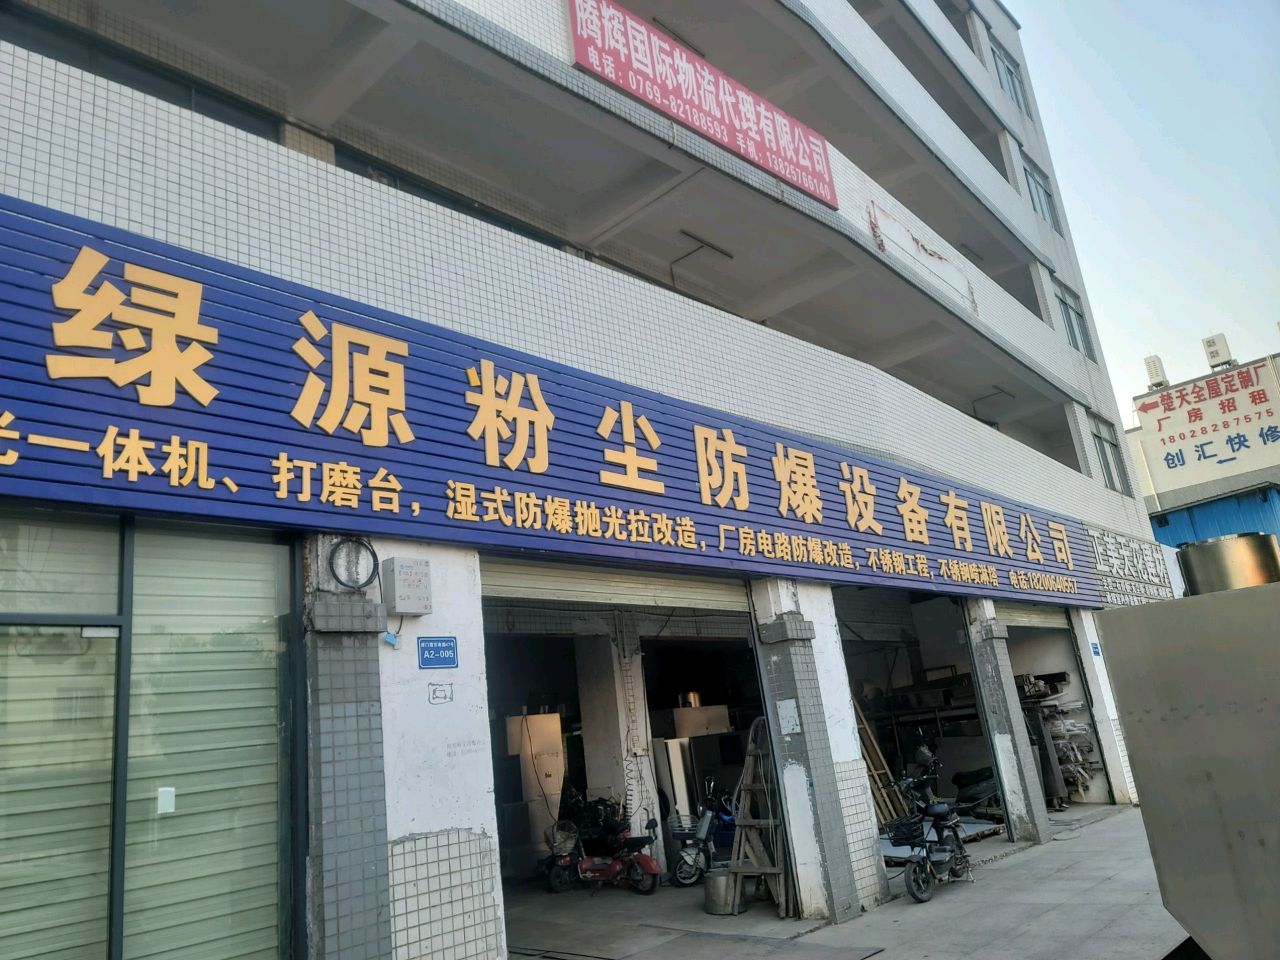 腾辉国际物流代理有限公司
电话:0769-82188593 手机:13825766140
绿源粉尘防爆设备有限公司
光一体机、打磨台，湿式防爆抛光拉改造，厂房电路防爆改造，不锈钢工程，不锈钢喷淋塔 电话:18200640557
A2-005
楚天全屋定制厂
厂房招租
18028287575
创汇快修